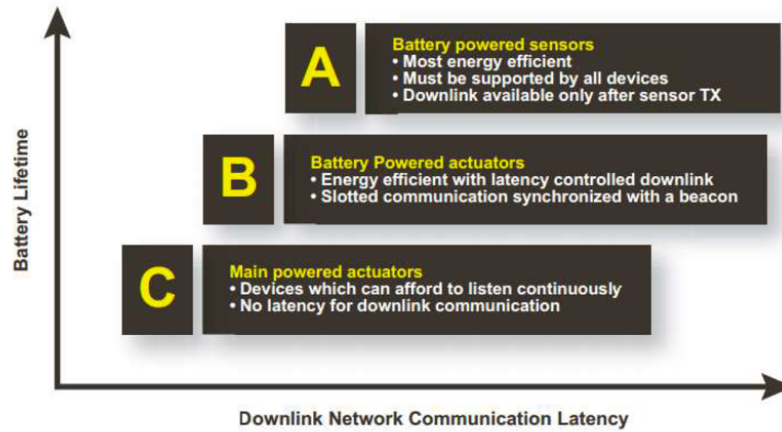 Battery Lifetime
A
Battery powered sensors
• Most energy efficient
• Must be supported by all devices
• Downlink available only after sensor TX
B
Battery Powered actuators
• Energy efficient with latency controlled downlink
• Slotted communication synchronized with a beacon
C
Main powered actuators
• Devices which can afford to listen continuously
• No latency for downlink communication
Downlink Network Communication Latency